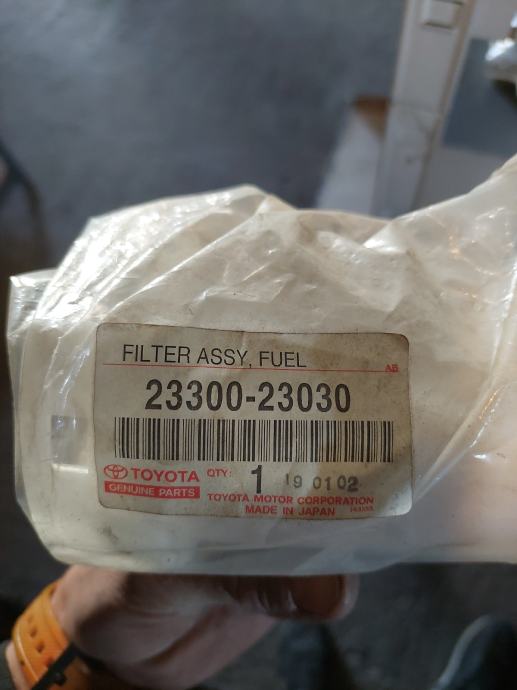 FILTER ASSY, FUEL
AB
23300-23030
TOYOTA
GENUINE PARTS
QTY: 1 19 01 02
TOYOTA MOTOR CORPORATION
MADE IN JAPAN